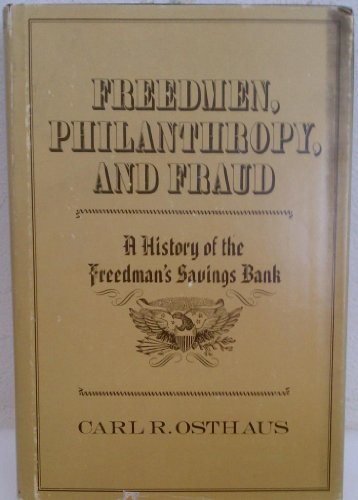 FREEDMEN,
PHILANTHROPY,
AND FRAUD
A History of the
Freedman's Savings Bank
CARL R. OSTHAUS